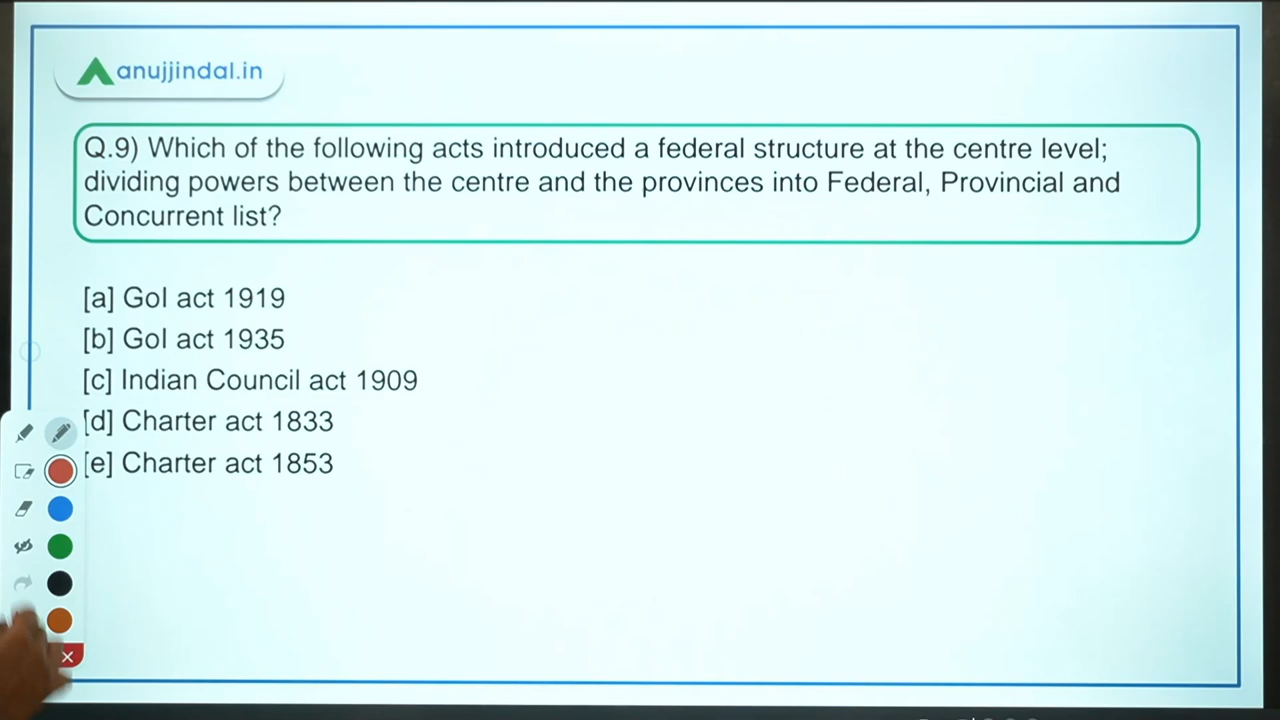 anujjindal.in
Q.9) Which of the following acts introduced a federal structure at the centre level;
dividing powers between the centre and the provinces into Federal, Provincial and
Concurrent list?
[a] GoI act 1919
[b] GoI act 1935
[c] Indian Council act 1909
[d] Charter act 1833
[e] Charter act 1853